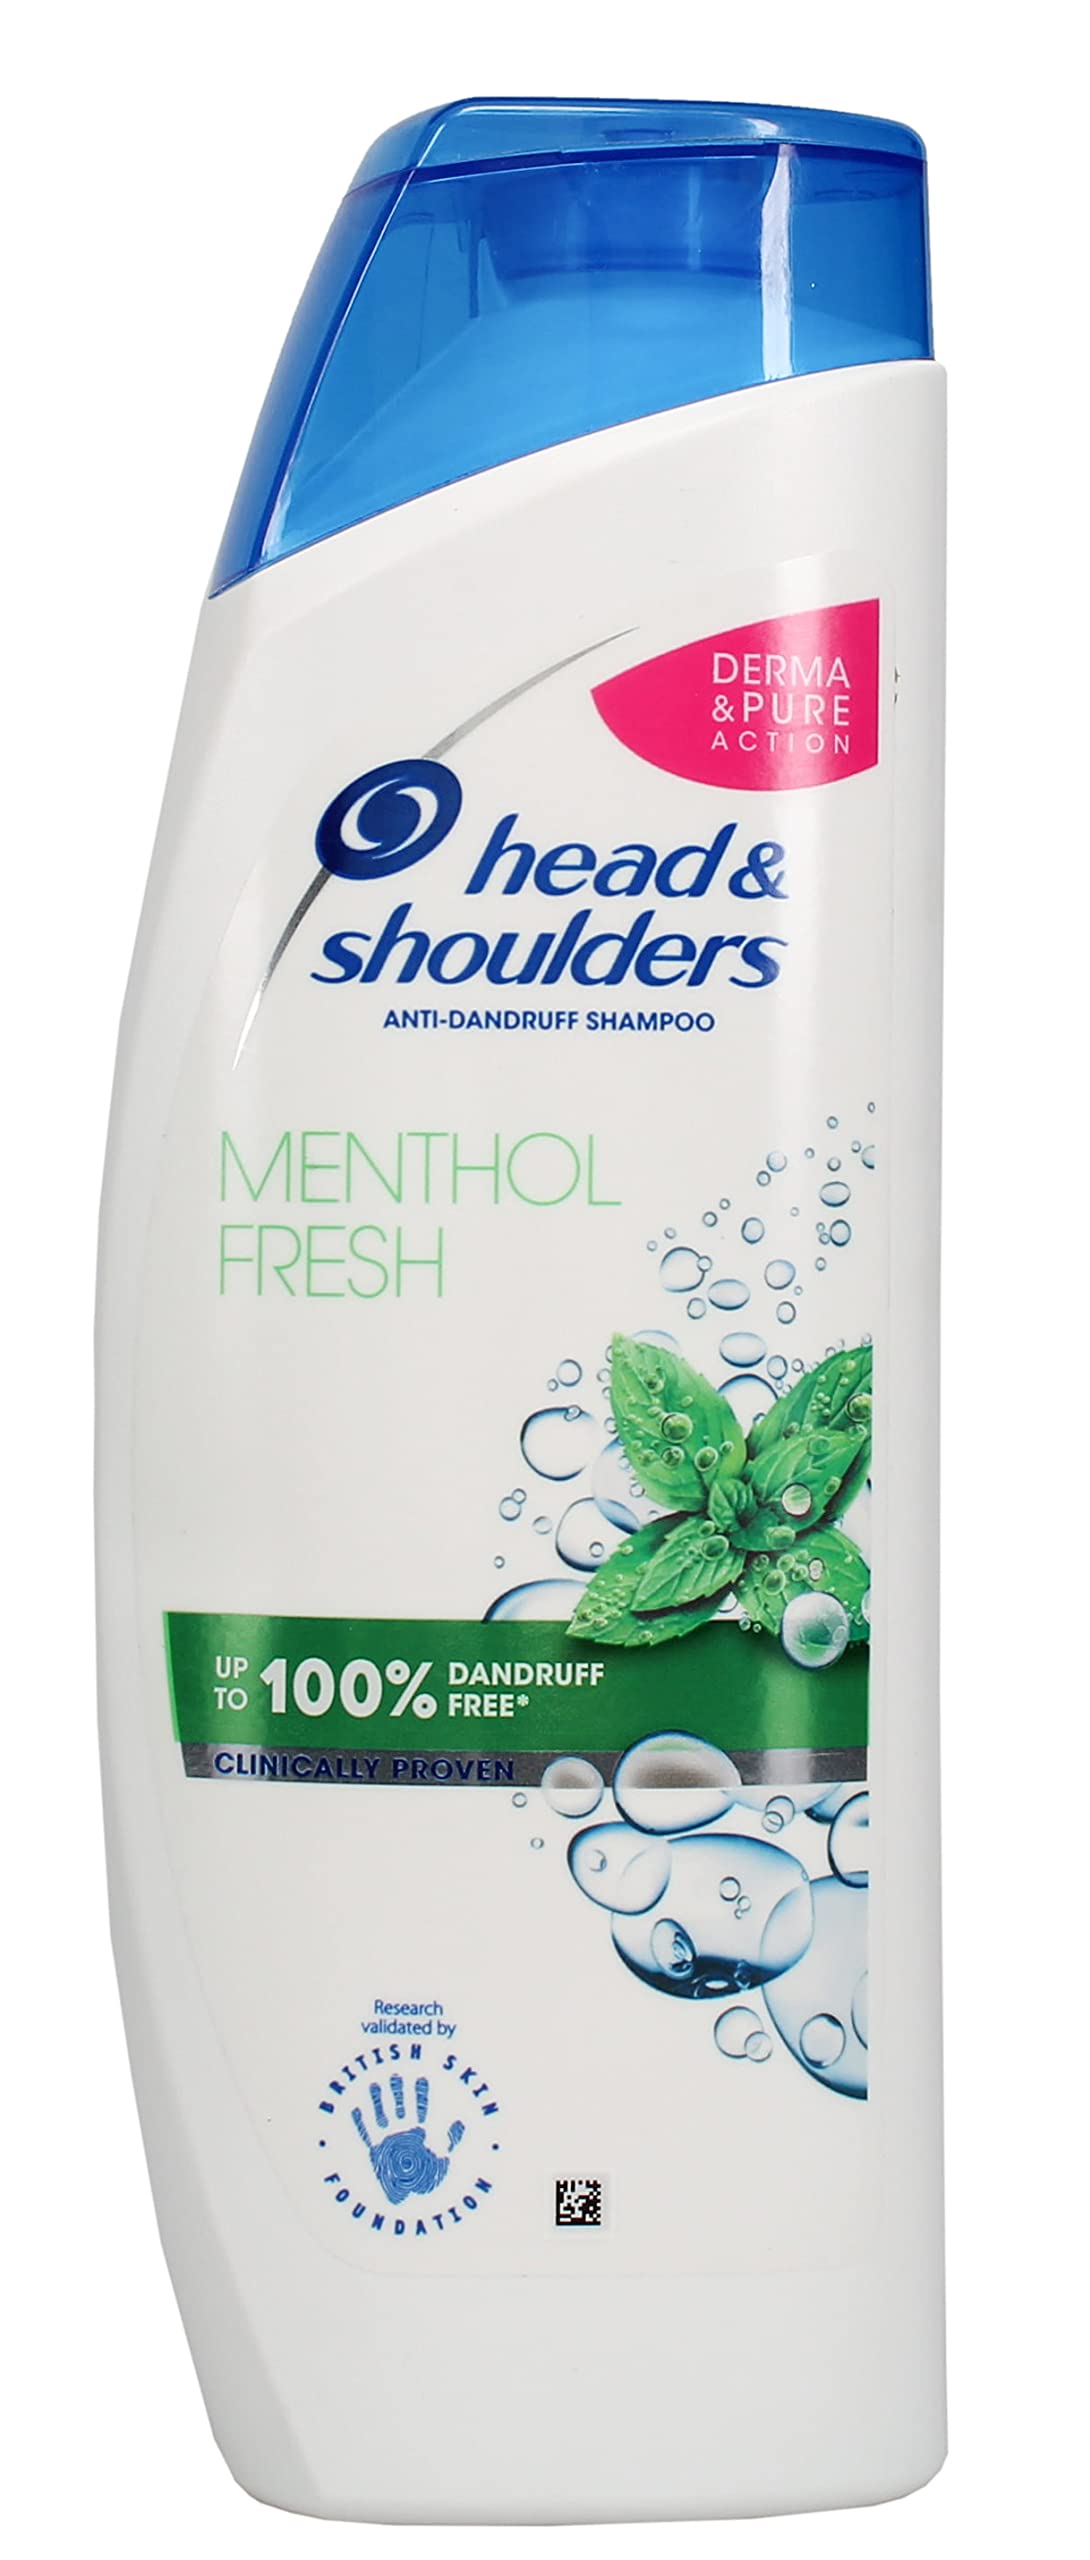 DERMA
&PURE
ACTION
head&
shoulders
ANTI-DANDRUFF SHAMPOO
MENTHOL
FRESH
UP TO 100% DANDRUFF FREE*
CLINICALLY PROVEN
Research
validated by
BRITISH SKIN
FOUNDATION